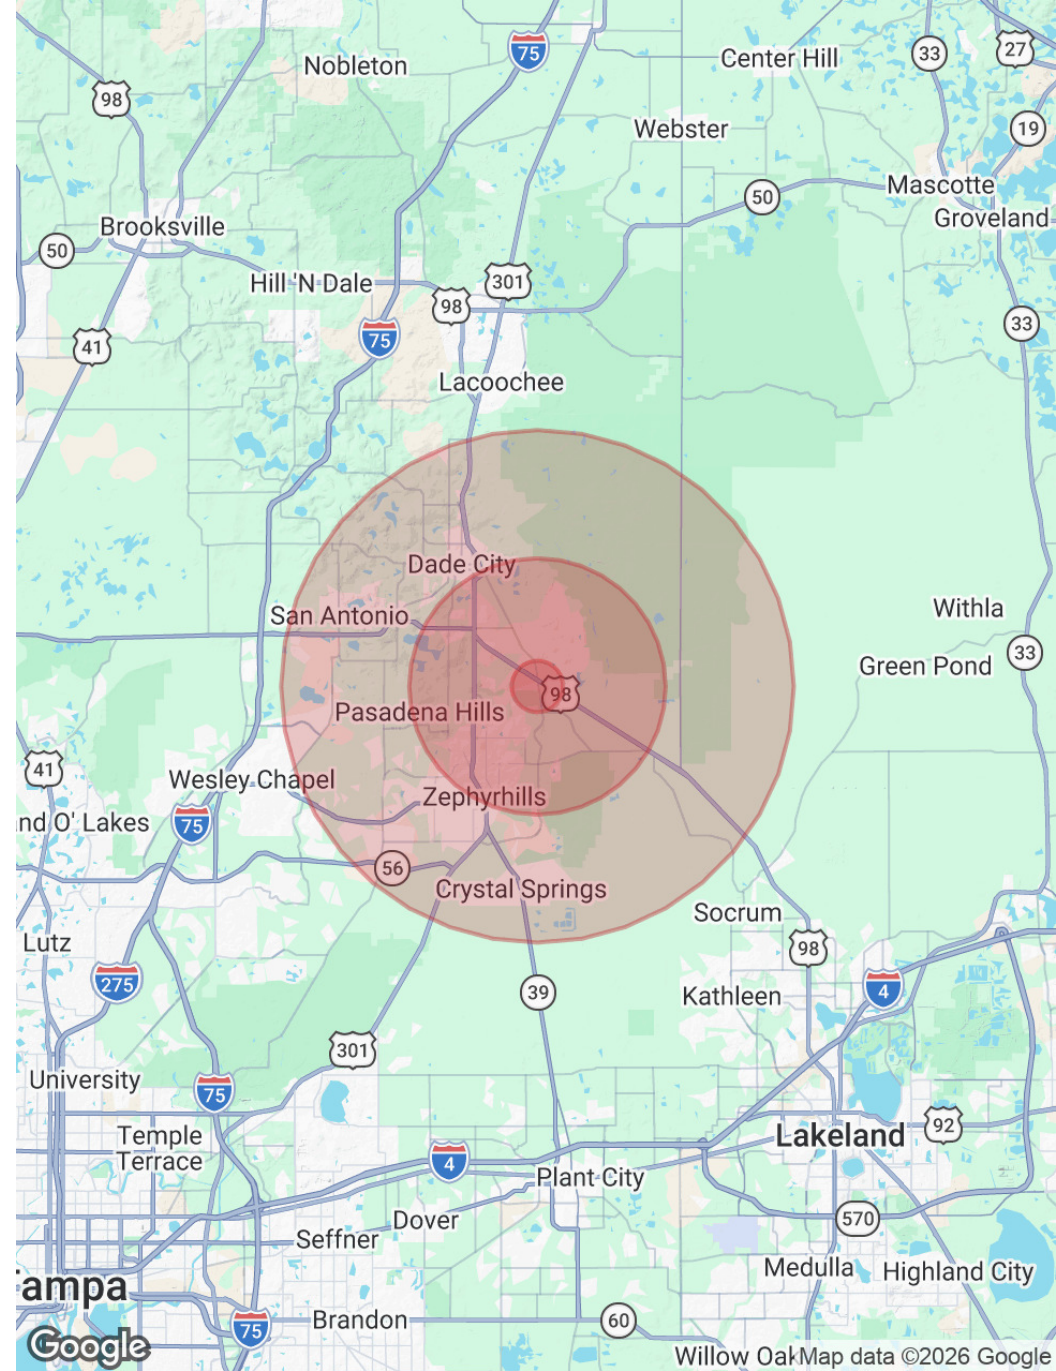 75
33
27
Nobleton
Center Hill
98
Webster
19
50
Mascotte
Groveland
Brooksville
50
Hill 'N Dale
301
98
33
75
41
Lacoochee
Dade City
San Antonio
Withla
33
Green Pond
98
Pasadena Hills
41
Wesley Chapel
Zephyrhills
nd O' Lakes
75
56
Crystal Springs
Socrum
Lutz
98
275
4
39
Kathleen
301
University
75
Temple
Terrace
92
Lakeland
4
Plant City
Dover
570
Seffner
Medulla
Highland City
ampa
Brandon
60
75
Google
Willow Oak
Map data ©2026 Google